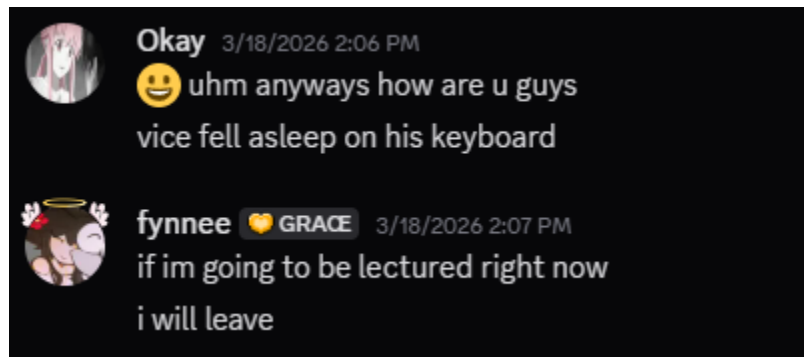 Okay 3/18/2026 2:06 PM
😀 uhm anyways how are u guys
vice fell asleep on his keyboard
fynnee GRACE 3/18/2026 2:07 PM
if im going to be lectured right now
i will leave